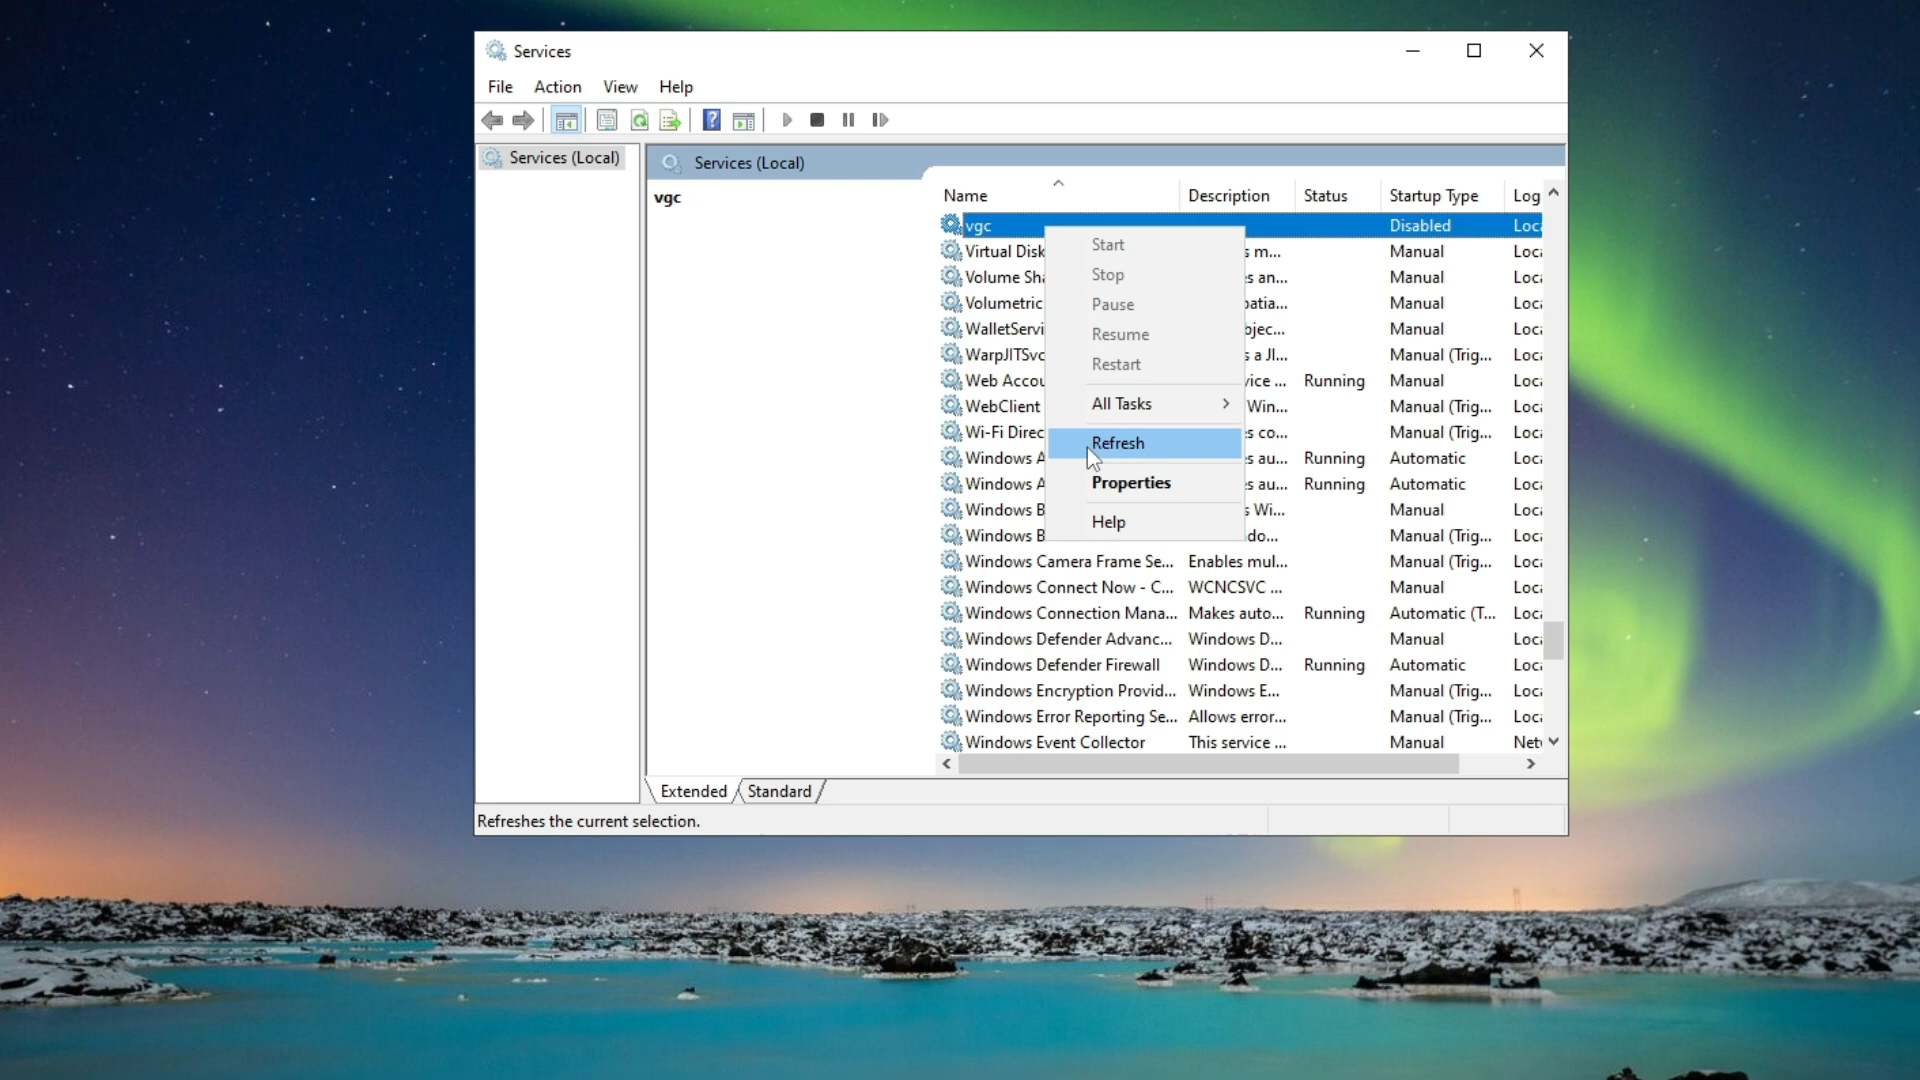 Services
File Action View Help
Services (Local)
Services (Local)
vgc
Name Description Status Startup Type Log
vgc Disabled Loc
Virtual Disk s m... Manual Loc
Volume Sha s an... Manual Loc
Volumetric patia... Manual Loc
WalletServi bjec... Manual Loc
WarpJITSvc s a JI... Manual (Trig... Loc
Web Accou vice ... Running Manual Loc
WebClient Win... Manual (Trig... Loc
Wi-Fi Direc s co... Manual (Trig... Loc
Windows A s au... Running Automatic Loc
Windows A s au... Running Automatic Loc
Windows B s Wi... Manual Loc
Windows B do... Manual (Trig... Loc
Windows Camera Frame Se... Enables mul... Manual (Trig... Loc
Windows Connect Now - C... WCNCSVC ... Manual Loc
Windows Connection Mana... Makes auto... Running Automatic (T... Loc
Windows Defender Advanc... Windows D... Manual Loc
Windows Defender Firewall Windows D... Running Automatic Loc
Windows Encryption Provid... Windows E... Manual (Trig... Loc
Windows Error Reporting Se... Allows error... Manual (Trig... Loc
Windows Event Collector This service ... Manual Net
Start
Stop
Pause
Resume
Restart
All Tasks
Refresh
Properties
Help
Extended Standard
Refreshes the current selection.